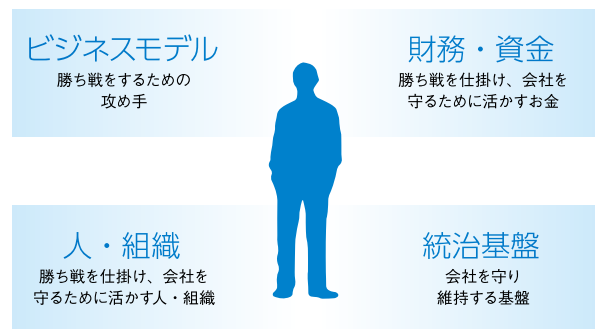 ビジネスモデル
勝ち戦をするための
攻め手
財務・資金
勝ち戦を仕掛け、会社を
守るために活かすお金
人・組織
勝ち戦を仕掛け、会社を
守るために活かす人・組織
統治基盤
会社を守り
維持する基盤